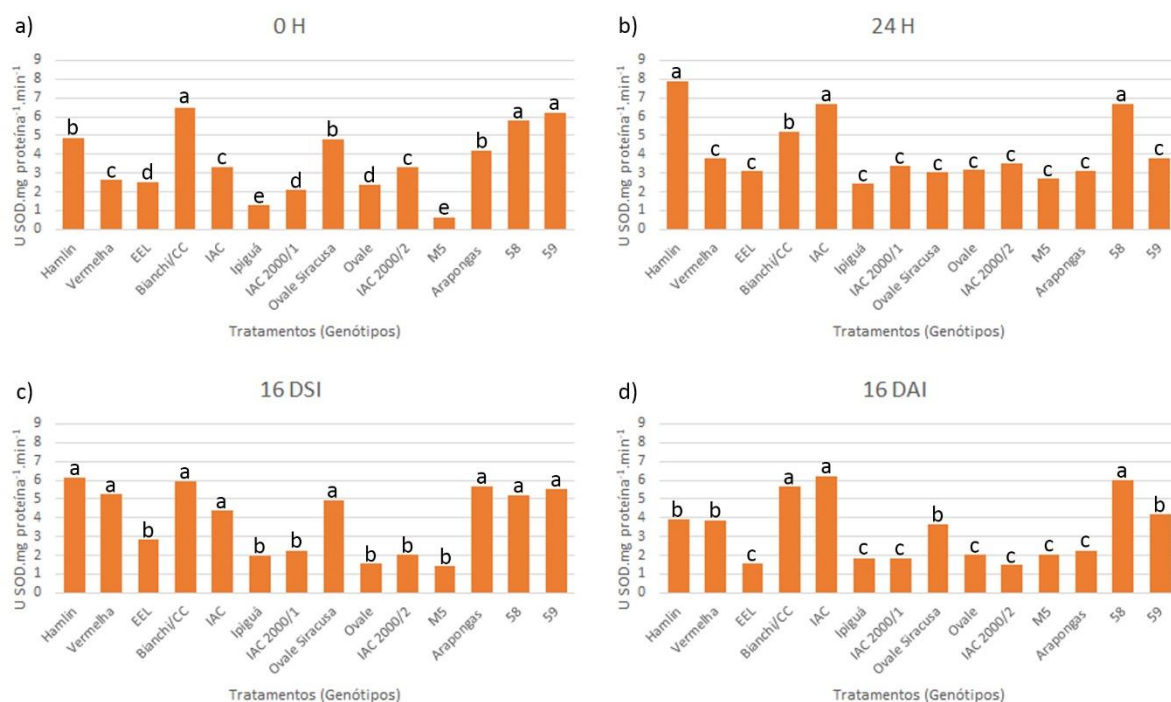 a)
0 H
U SOD.mg proteína⁻¹.min⁻¹
9
8
7
6
5
4
3
2
1
0
b c d a c e d b d c e b a a
Hamlin
Vermelha
EEL
Bianchi/CC
IAC
Ipiguá
IAC 2000/1
Ovale Siracusa
Ovale
IAC 2000/2
M5
Arapongas
58
59
Tratamentos (Genótipos)
b)
24 H
U SOD.mg proteína⁻¹.min⁻¹
9
8
7
6
5
4
3
2
1
0
a c c b a c c c c c c c a c
Hamlin
Vermelha
EEL
Bianchi/CC
IAC
Ipiguá
IAC 2000/1
Ovale Siracusa
Ovale
IAC 2000/2
M5
Arapongas
58
59
Tratamentos (Genótipos)
c)
16 DSI
U SOD.mg proteína⁻¹.min⁻¹
9
8
7
6
5
4
3
2
1
0
a a b a a b b a b b b a a a
Hamlin
Vermelha
EEL
Bianchi/CC
IAC
Ipiguá
IAC 2000/1
Ovale Siracusa
Ovale
IAC 2000/2
M5
Arapongas
58
59
Tratamentos (Genótipos)
d)
16 DAI
U SOD.mg proteína⁻¹.min⁻¹
9
8
7
6
5
4
3
2
1
0
b b c a a c c b c c c c a b
Hamlin
Vermelha
EEL
Bianchi/CC
IAC
Ipiguá
IAC 2000/1
Ovale Siracusa
Ovale
IAC 2000/2
M5
Arapongas
58
59
Tratamentos (Genótipos)